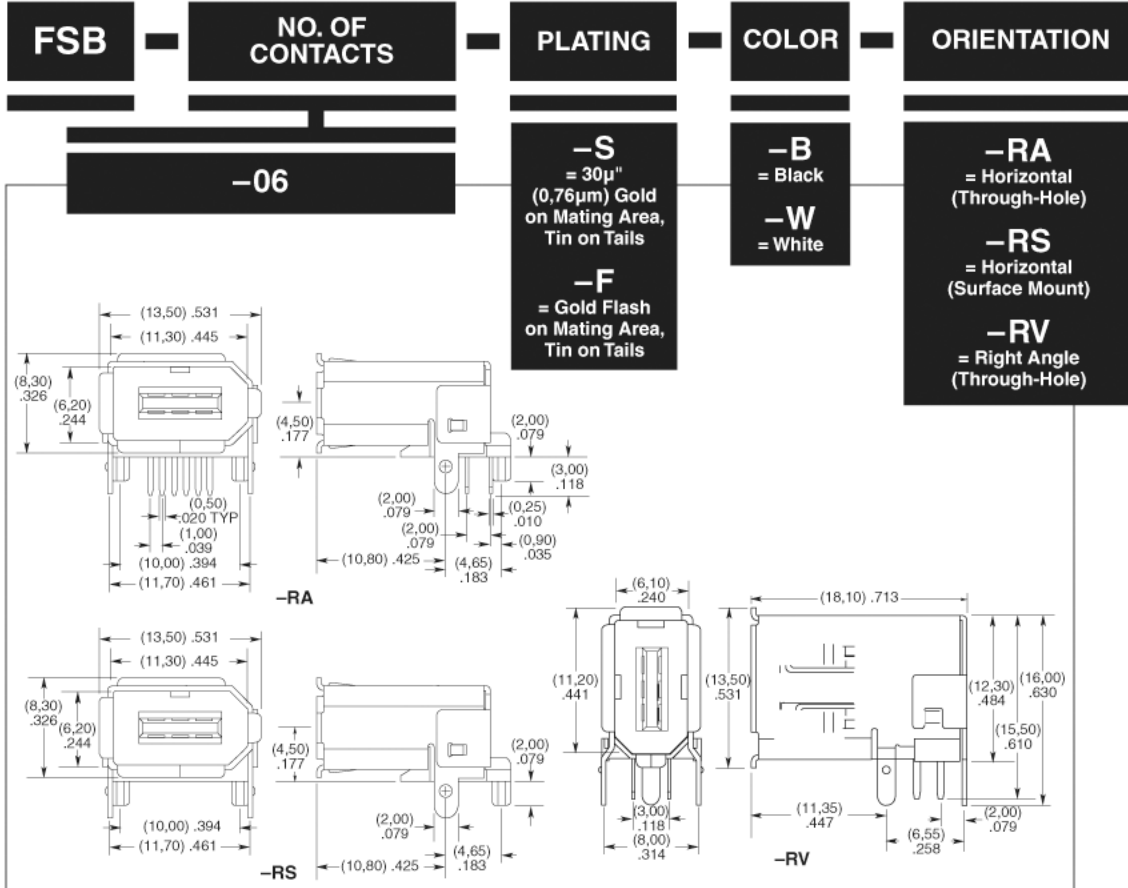 FSB
NO. OF
CONTACTS
PLATING
COLOR
ORIENTATION
–06
–S
= 30µ"
(0,76µm) Gold
on Mating Area,
Tin on Tails
–F
= Gold Flash
on Mating Area,
Tin on Tails
–B
= Black
–W
= White
–RA
= Horizontal
(Through-Hole)
–RS
= Horizontal
(Surface Mount)
–RV
= Right Angle
(Through-Hole)
(13,50) .531
(11,30) .445
(8,30)
.326
(6,20)
.244
(0,50)
.020 TYP
(1,00)
.039
(10,00) .394
(11,70) .461
(4,50)
.177
(2,00)
.079
(3,00)
.118
(2,00)
.079
(0,25)
.010
(2,00)
.079
(0,90)
.035
(10,80) .425
(4,65)
.183
–RA
(13,50) .531
(11,30) .445
(8,30)
.326
(6,20)
.244
(10,00) .394
(11,70) .461
(4,50)
.177
(2,00)
.079
(2,00)
.079
(10,80) .425
(4,65)
.183
–RS
(6,10)
.240
(11,20)
.441
(13,50)
.531
(3,00)
.118
(8,00)
.314
(18,10) .713
(12,30)
.484
(16,00)
.630
(15,50)
.610
(11,35)
.447
(2,00)
.079
(6,55)
.258
–RV